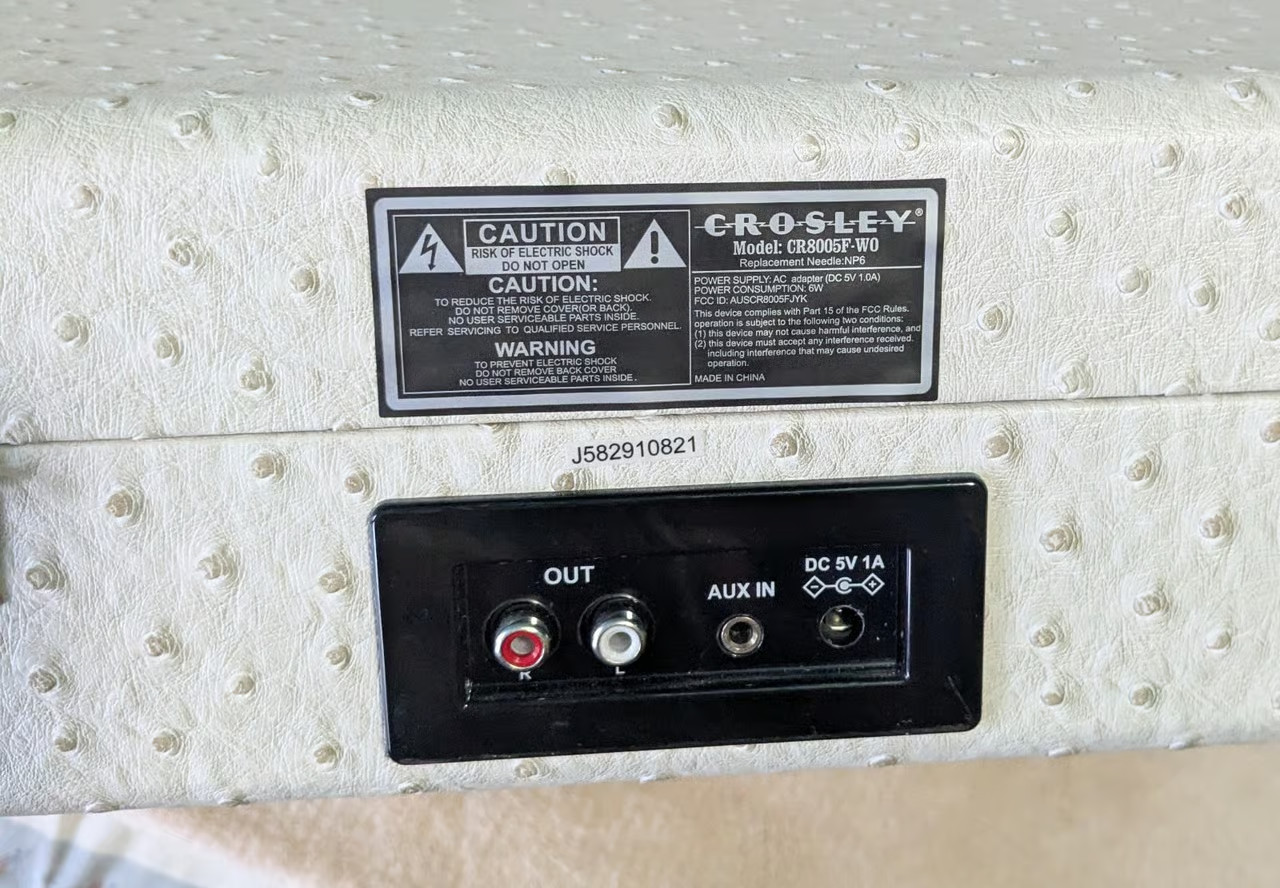 CAUTION
RISK OF ELECTRIC SHOCK
DO NOT OPEN
CAUTION:
TO REDUCE THE RISK OF ELECTRIC SHOCK.
DO NOT REMOVE COVER(OR BACK).
NO USER SERVICEABLE PARTS INSIDE.
REFER SERVICING TO QUALIFIED SERVICE PERSONNEL.
WARNING
TO PREVENT ELECTRIC SHOCK
DO NOT REMOVE BACK COVER
NO USER SERVICEABLE PARTS INSIDE.
CROSLEY®
Model: CR8005F-WO
Replacement Needle:NP6
POWER SUPPLY: AC adapter (DC 5V 1.0A)
POWER CONSUMPTION: 6W
FCC ID: AUSCR8005FJYK
This device complies with Part 15 of the FCC Rules.
operation is subject to the following two conditions:
(1) this device may not cause harmful interference, and
(2) this device must accept any interference received.
including interference that may cause undesired
operation.
MADE IN CHINA
J582910821
OUT
R L
AUX IN
DC 5V 1A